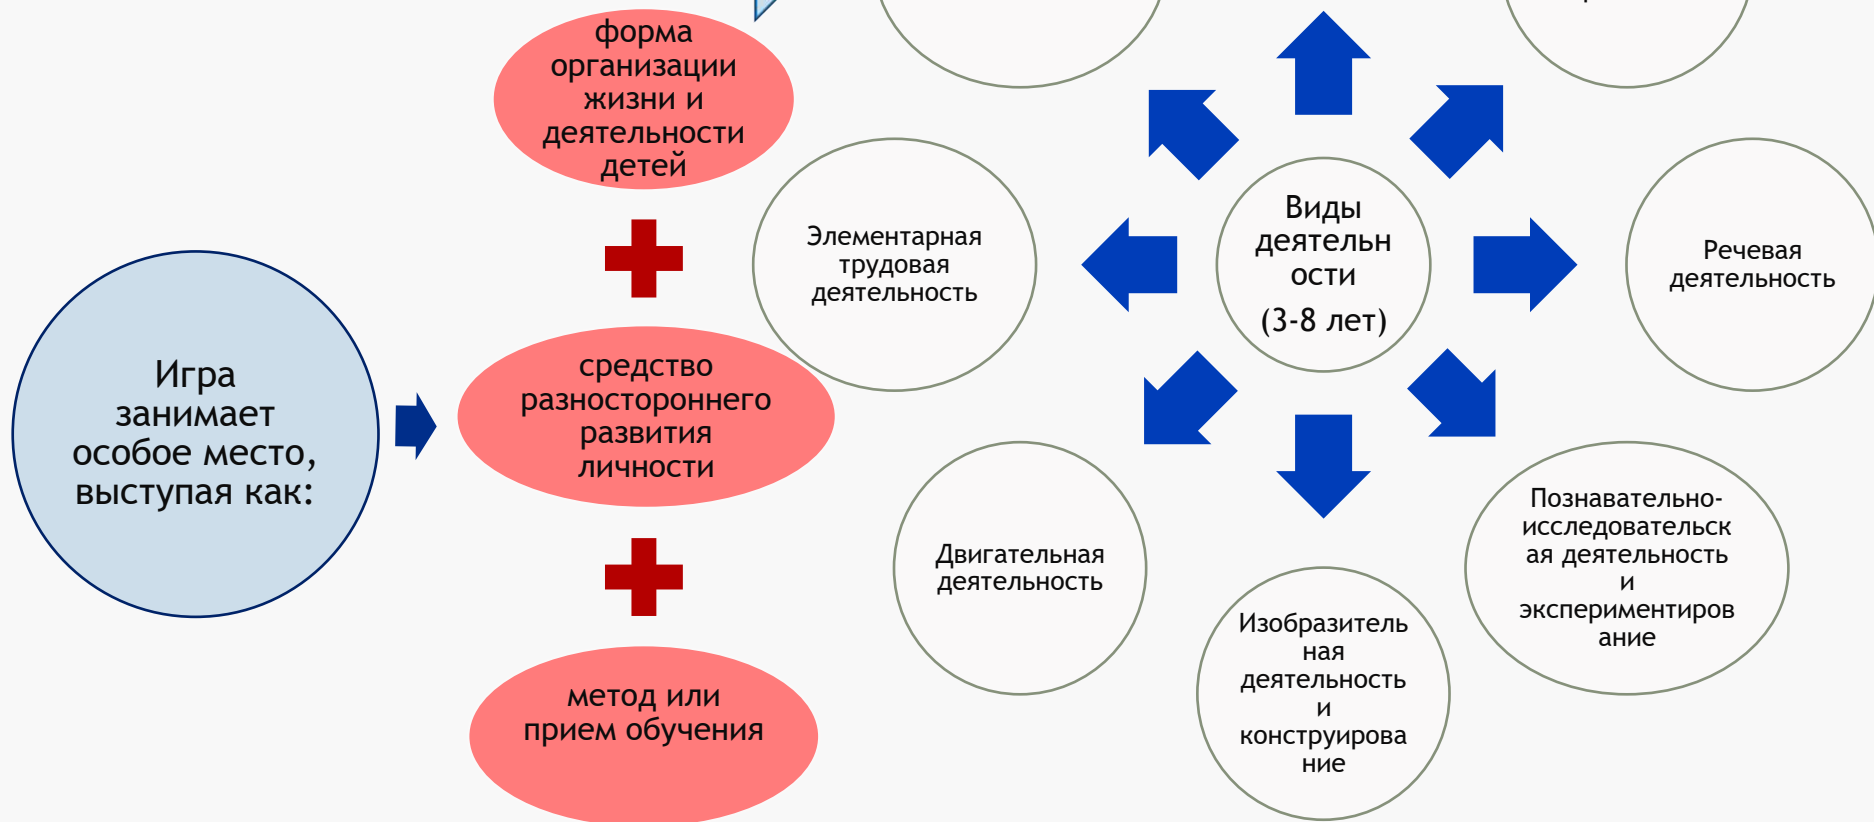 форма
организации
жизни и
деятельности
детей
Игра
занимает
особое место,
выступая как:
средство
разностороннего
развития
личности
метод или
прием обучения
Виды
деятельн
ости
(3-8 лет)
Элементарная
трудовая
деятельность
Речевая
деятельность
Двигательная
деятельность
Изобразитель
ная
деятельность
и
конструирова
ние
Познавательно-
исследовательск
ая деятельность
и
экспериментиров
ание